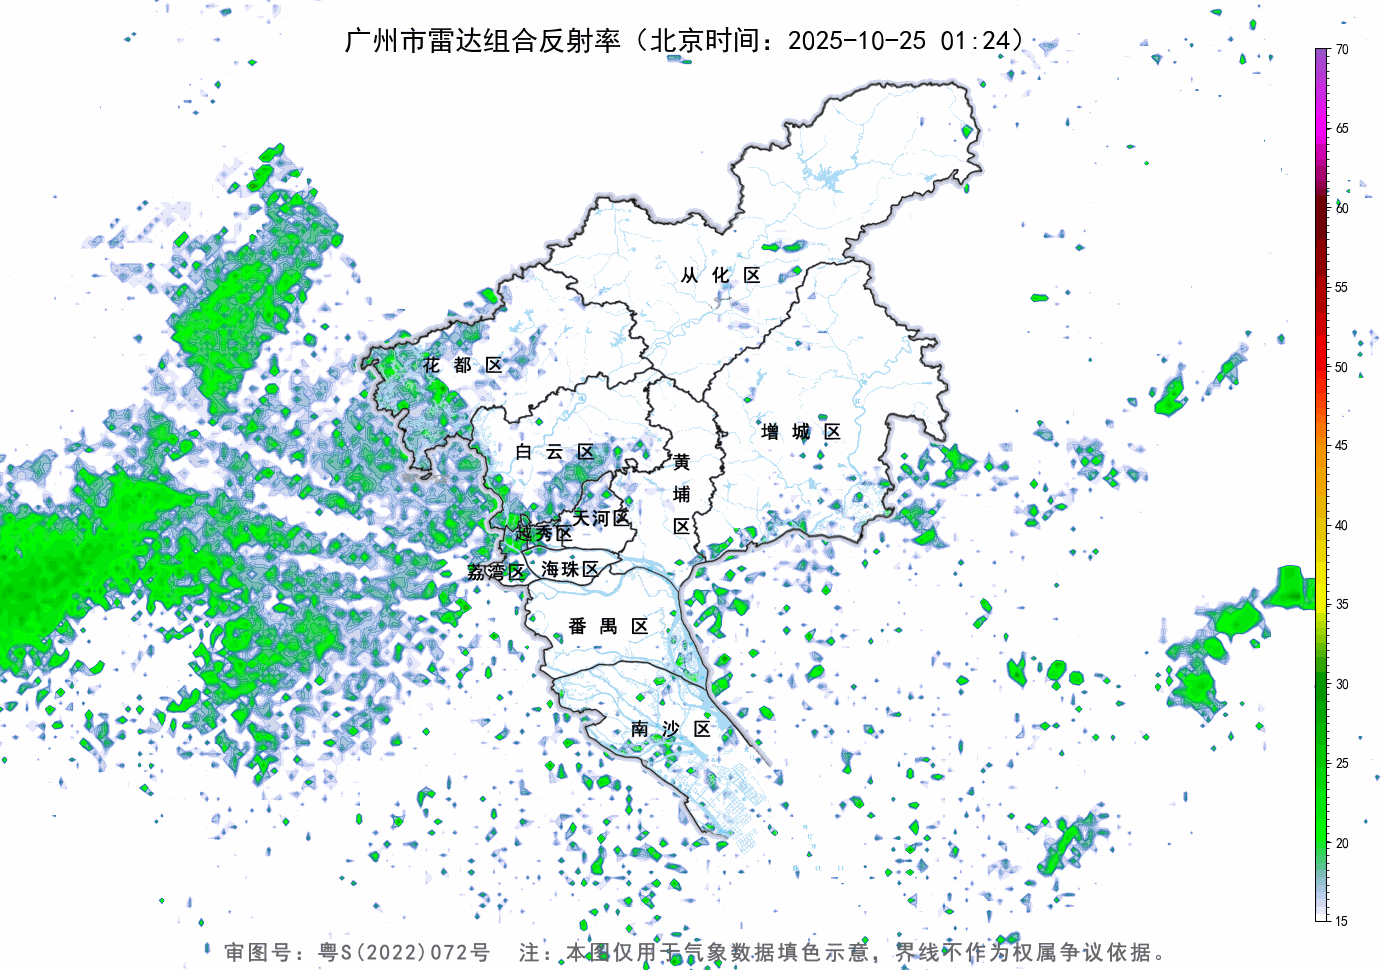 广州市雷达组合反射率（北京时间：2025-10-25 01:24）
70
65
60
55
50
45
40
35
30
25
20
15
从化区
花都区
增城区
白云区
黄埔区
天河区
越秀区
荔湾区
海珠区
番禺区
南沙区
审图号：粤S(2022)072号 注：本图仅用于气象数据填色示意，界线不作为权属争议依据。